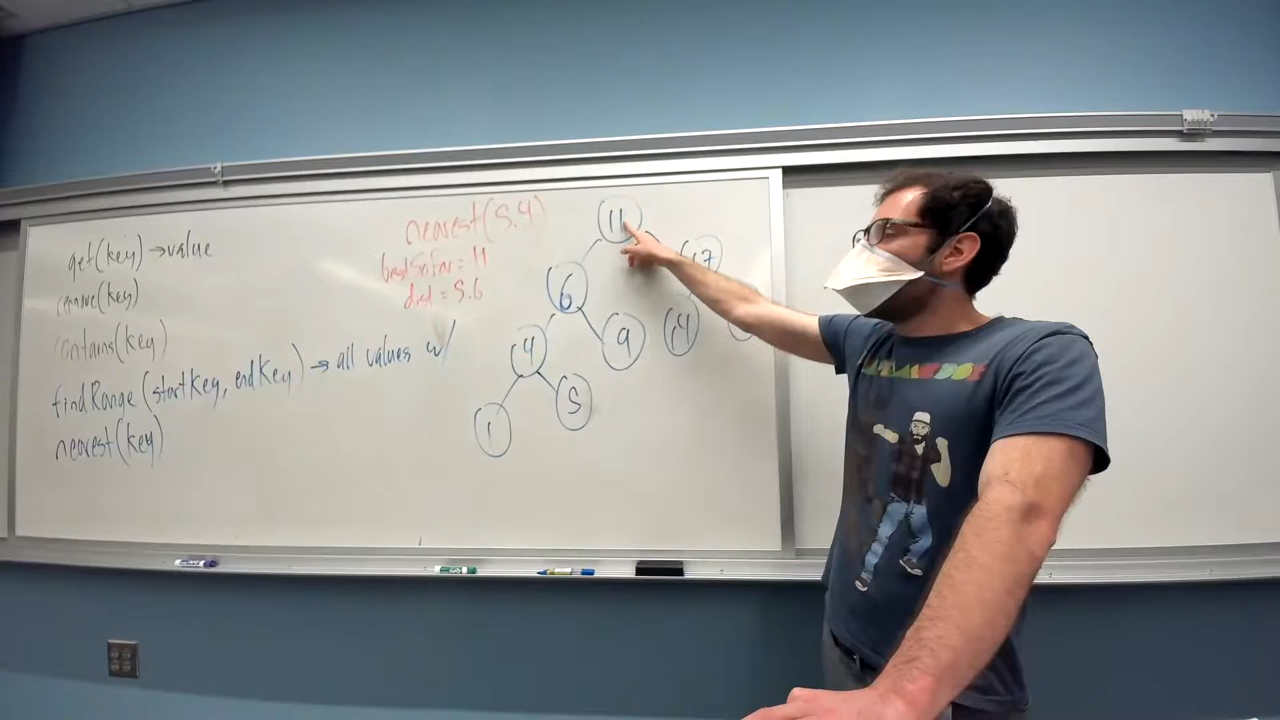 get(key) → value
remove(key)
contains(key)
findRange(startKey, endKey) → all values w/
nearest(key)
nearest(5.4)
bestSoFar = 11
dist = 5.6
11
6
17
4
9
14
1
5